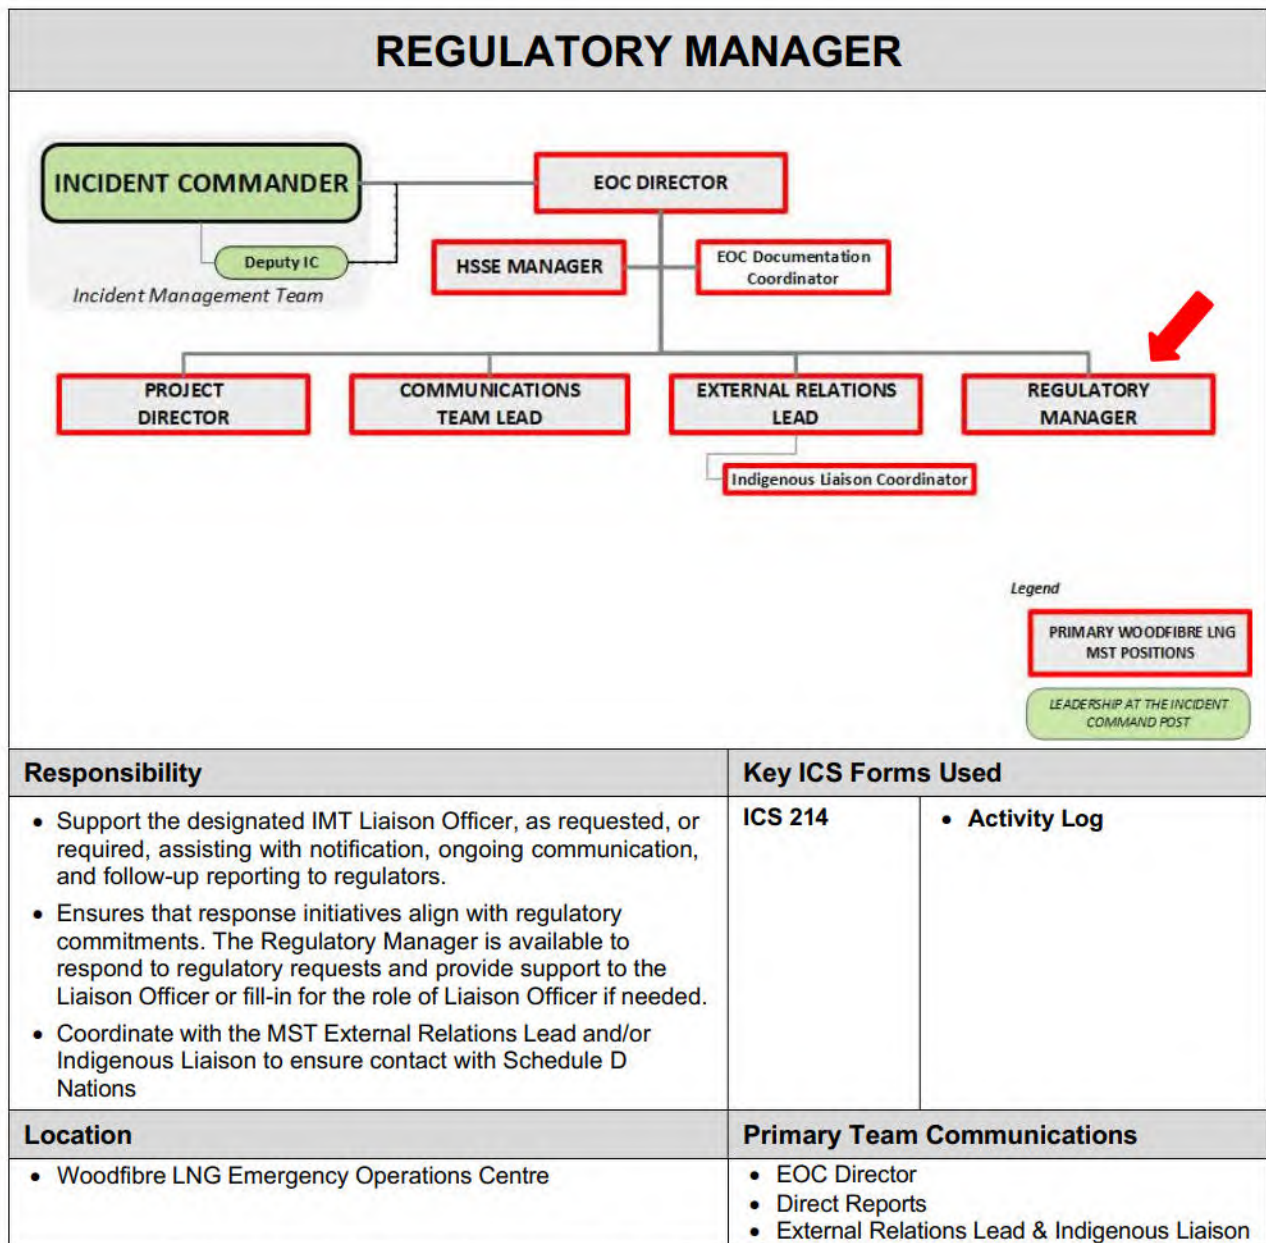 REGULATORY MANAGER
INCIDENT COMMANDER
EOC DIRECTOR
Deputy IC
HSSE MANAGER
EOC Documentation
Coordinator
Incident Management Team
PROJECT
DIRECTOR
COMMUNICATIONS
TEAM LEAD
EXTERNAL RELATIONS
LEAD
REGULATORY
MANAGER
Indigenous Liaison Coordinator
Legend
PRIMARY WOODFIBRE LNG
MST POSITIONS
LEADERSHIP AT THE INCIDENT
COMMAND POST
Responsibility
• Support the designated IMT Liaison Officer, as requested, or
required, assisting with notification, ongoing communication,
and follow-up reporting to regulators.
• Ensures that response initiatives align with regulatory
commitments. The Regulatory Manager is available to
respond to regulatory requests and provide support to the
Liaison Officer or fill-in for the role of Liaison Officer if needed.
• Coordinate with the MST External Relations Lead and/or
Indigenous Liaison to ensure contact with Schedule D
Nations
Key ICS Forms Used
ICS 214
• Activity Log
Location
• Woodfibre LNG Emergency Operations Centre
Primary Team Communications
• EOC Director
• Direct Reports
• External Relations Lead & Indigenous Liaison